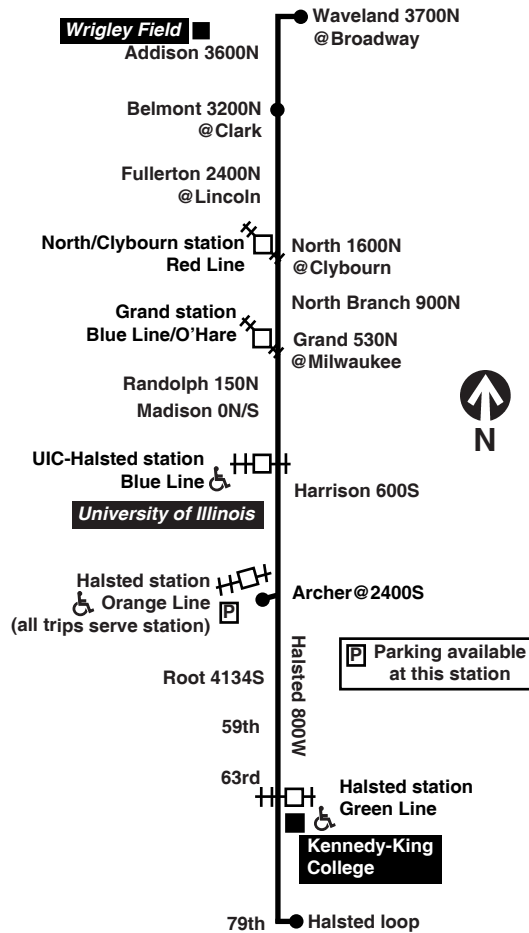 Waveland 3700N
@Broadway
Wrigley Field
Addison 3600N
Belmont 3200N
@Clark
Fullerton 2400N
@Lincoln
North/Clybourn station
Red Line
North 1600N
@Clybourn
North Branch 900N
Grand station
Blue Line/O'Hare
Grand 530N
@Milwaukee
Randolph 150N
Madison 0N/S
N
UIC-Halsted station
Blue Line
Harrison 600S
University of Illinois
Halsted station
Orange Line
(all trips serve station)
P
Archer@2400S
Halsted 800W
P Parking available
at this station
Root 4134S
59th
63rd
Halsted station
Green Line
Kennedy-King
College
79th
Halsted loop